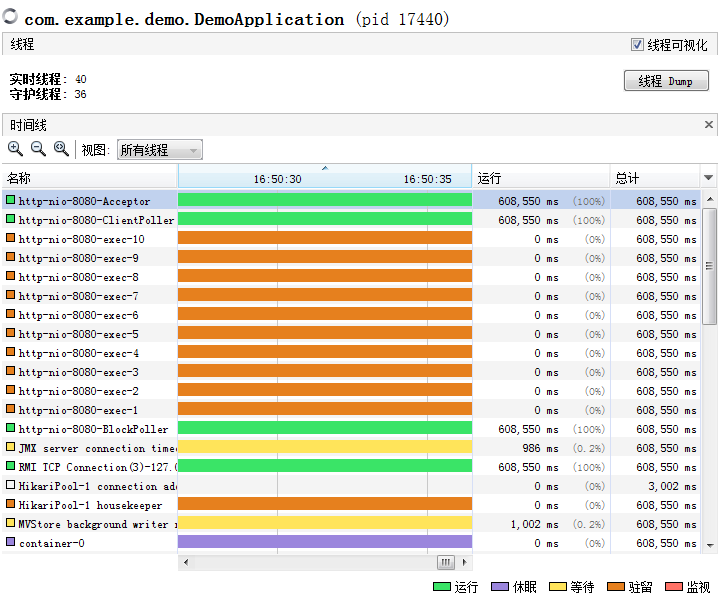 com.example.demo.DemoApplication (pid 17440)
线程 线程可视化
实时线程: 40
守护线程: 36
线程 Dump
时间线
视图: 所有线程
名称 16:50:30 16:50:35 运行 总计
http-nio-8080-Acceptor 608,550 ms (100%) 608,550 ms
http-nio-8080-ClientPoller 608,550 ms (100%) 608,550 ms
http-nio-8080-exec-10 0 ms (0%) 608,550 ms
http-nio-8080-exec-9 0 ms (0%) 608,550 ms
http-nio-8080-exec-8 0 ms (0%) 608,550 ms
http-nio-8080-exec-7 0 ms (0%) 608,550 ms
http-nio-8080-exec-6 0 ms (0%) 608,550 ms
http-nio-8080-exec-5 0 ms (0%) 608,550 ms
http-nio-8080-exec-4 0 ms (0%) 608,550 ms
http-nio-8080-exec-3 0 ms (0%) 608,550 ms
http-nio-8080-exec-2 0 ms (0%) 608,550 ms
http-nio-8080-exec-1 0 ms (0%) 608,550 ms
http-nio-8080-BlockPoller 608,550 ms (100%) 608,550 ms
JMX server connection time 986 ms (0.2%) 608,550 ms
RMI TCP Connection(3)-127.0 608,550 ms (100%) 608,550 ms
HikariPool-1 connection add 0 ms (0%) 3,002 ms
HikariPool-1 housekeeper 0 ms (0%) 608,550 ms
MVStore background writer 1,002 ms (0.2%) 608,550 ms
container-0 0 ms (0%) 608,550 ms
运行 休眠 等待 驻留 监视